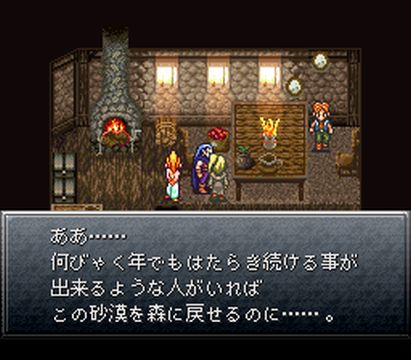 ああ……
何びゃく年でもはたらき続ける事が
出来るような人がいれば
この砂漠を森に戻せるのに……。